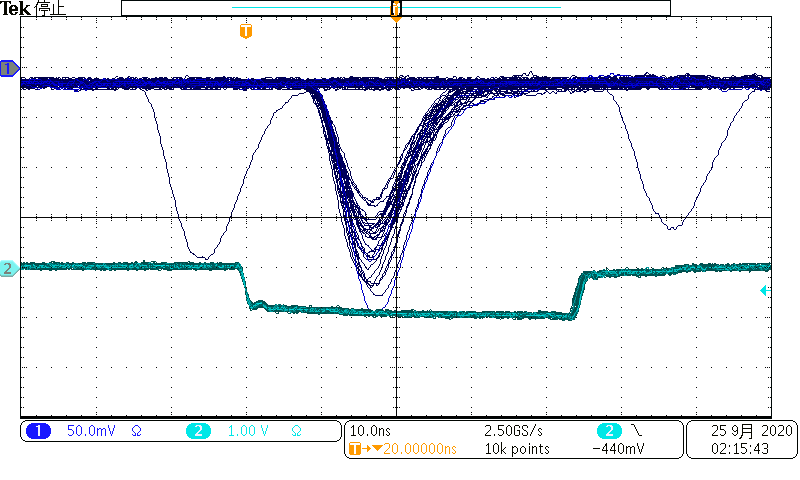 Tek 停止
T
1
2
1 50.0mV Ω 2 1.00 V Ω
10.0ns 2.50GS/s 2
T→▼20.00000ns 10k points −440mV
25 9月 2020
02:15:43